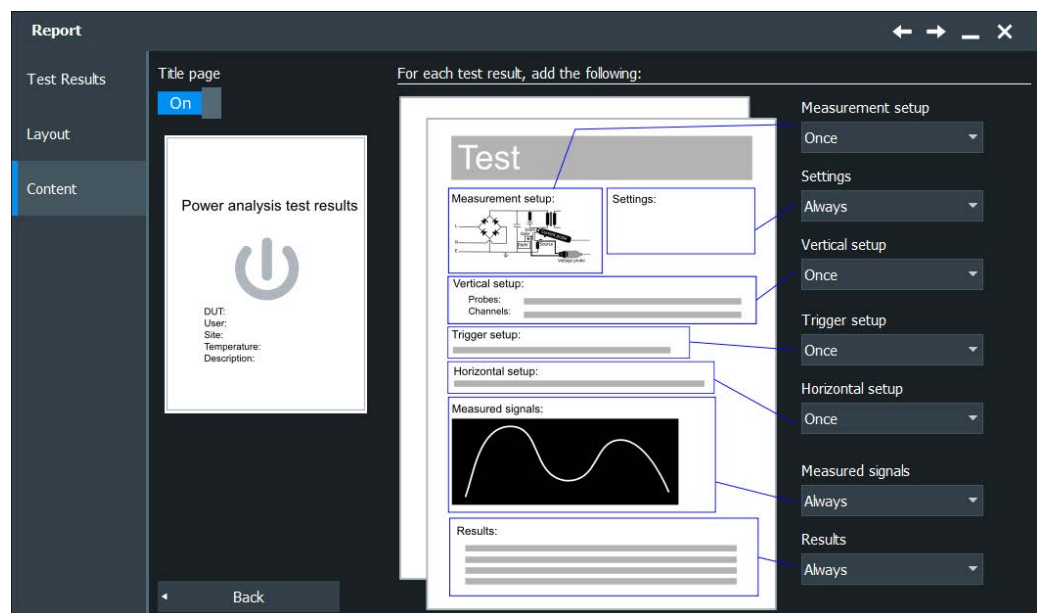 Report
Test Results
Layout
Content
Title page
On
Power analysis test results
DUT:
User:
Site:
Temperature:
Description:
Back
For each test result, add the following:
Test
Measurement setup:
Settings:
L
N
E
Source
Voltage probe
Vertical setup:
Probes:
Channels:
Trigger setup:
Horizontal setup:
Measured signals:
Results:
Measurement setup
Once
Settings
Always
Vertical setup
Once
Trigger setup
Once
Horizontal setup
Once
Measured signals
Always
Results
Always